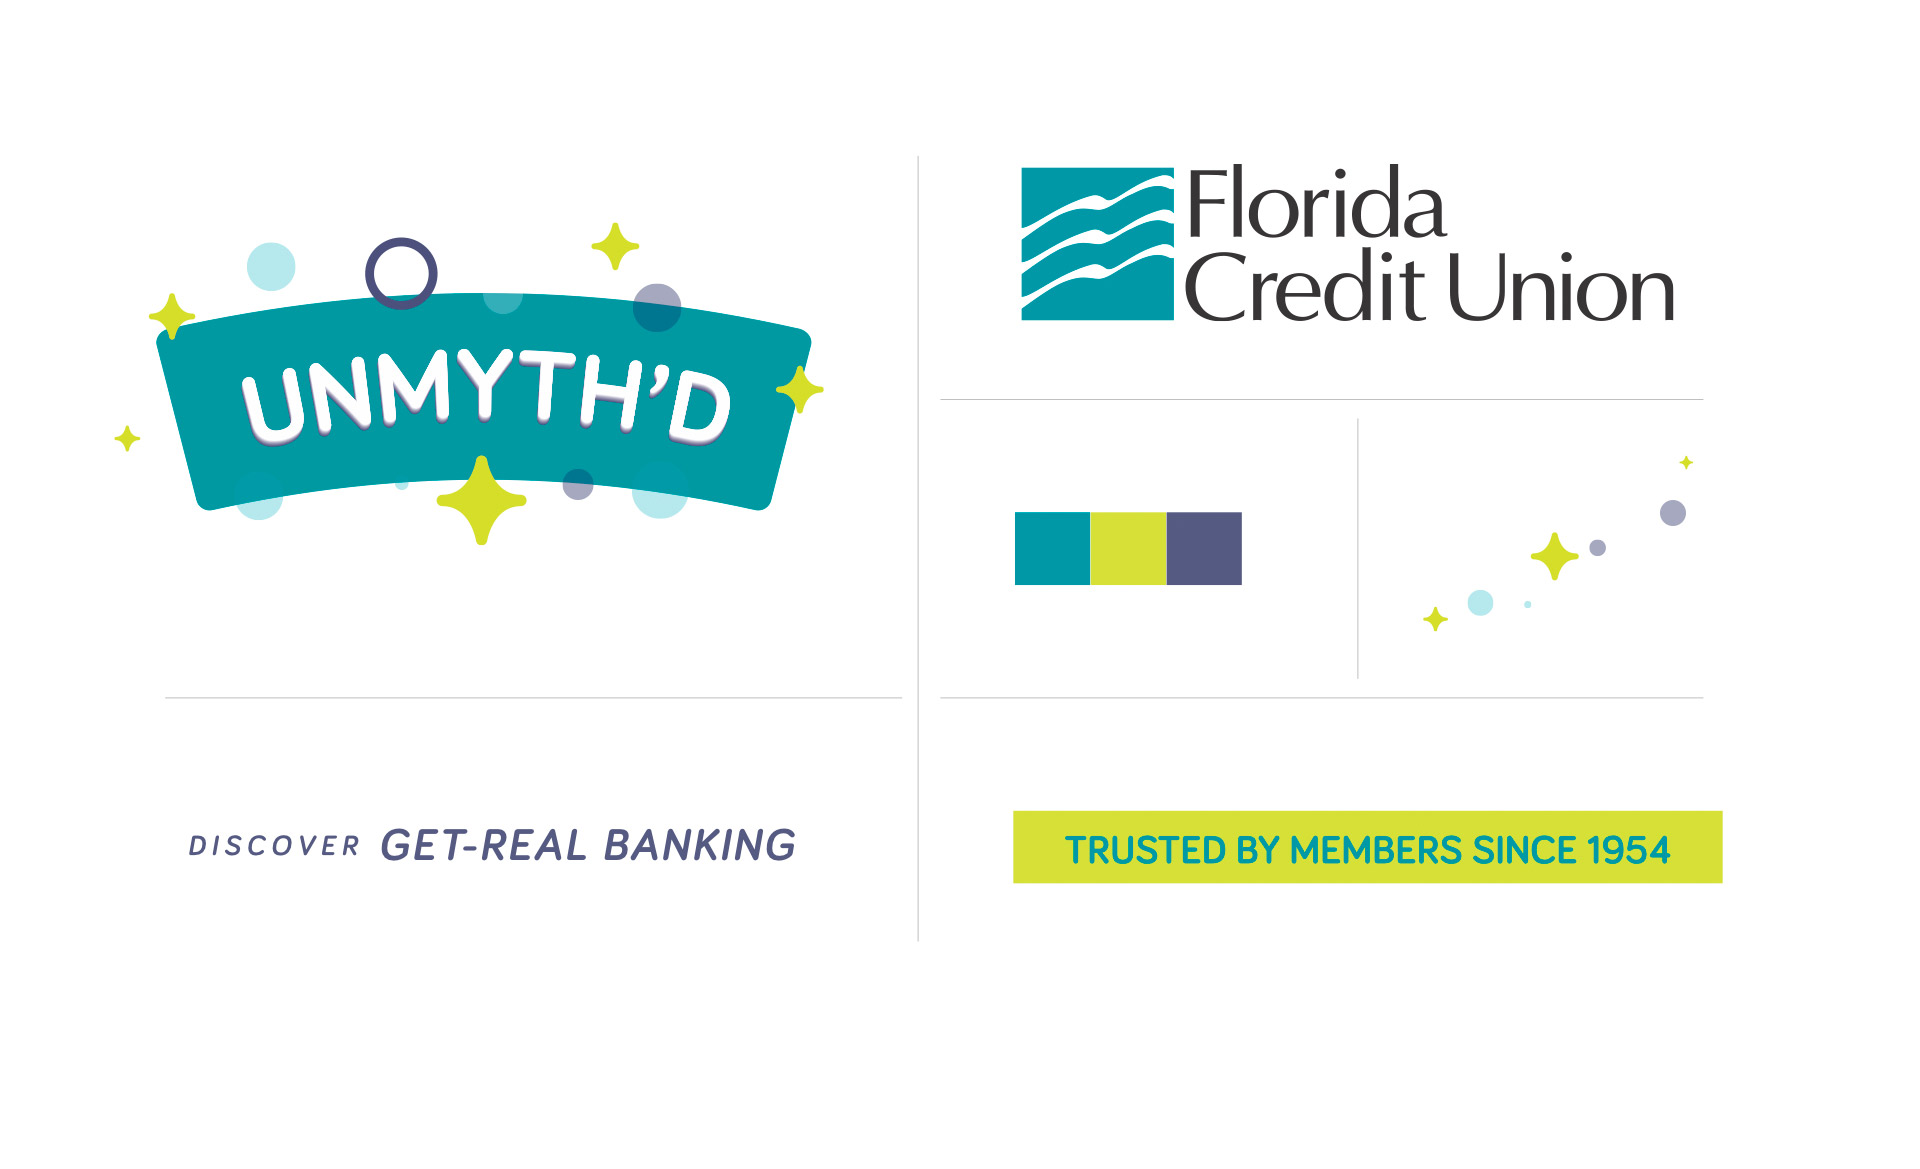 UNMYTH’D
Florida
Credit Union
DISCOVER GET-REAL BANKING
TRUSTED BY MEMBERS SINCE 1954